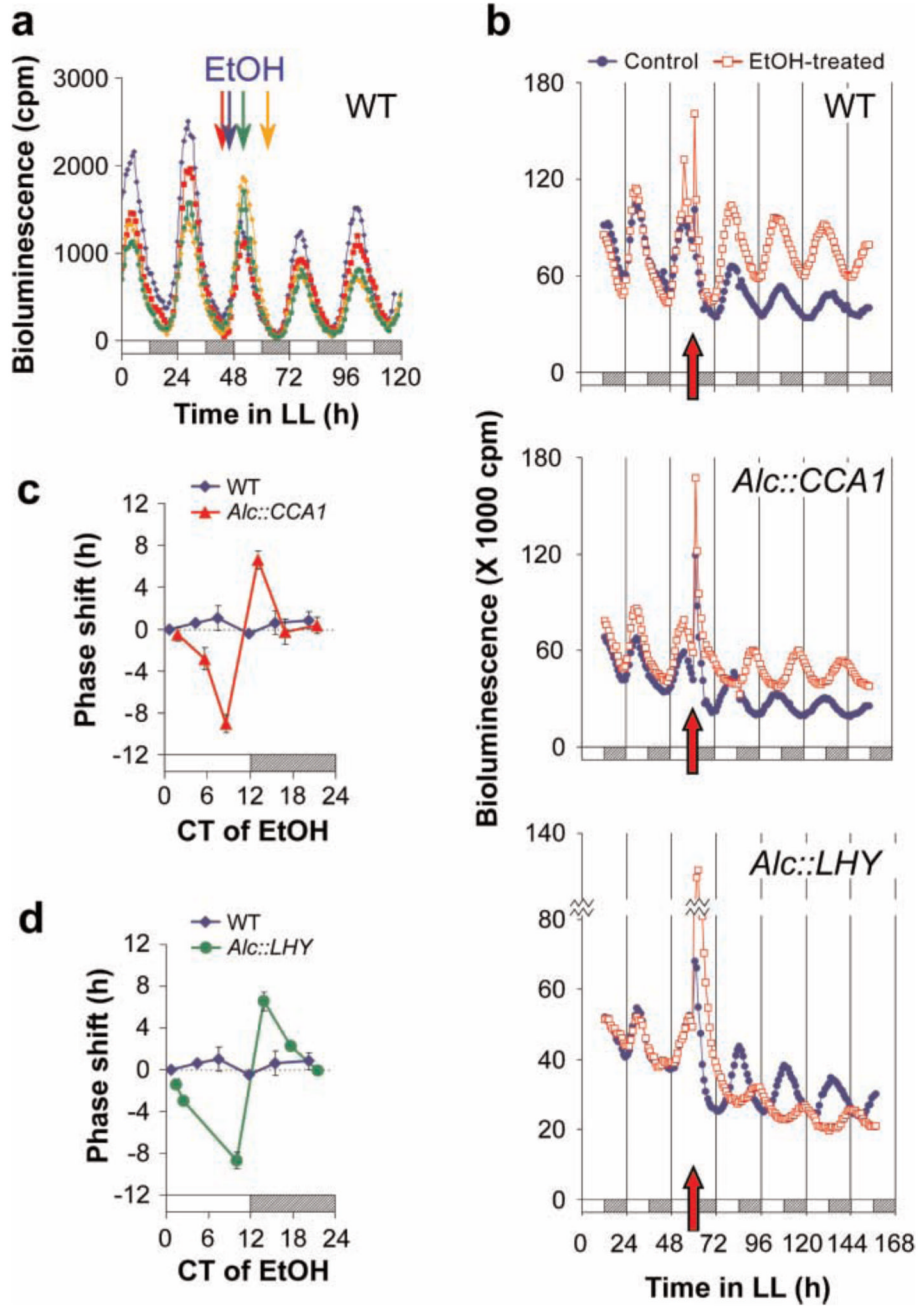 a
EtOH
WT
Bioluminescence (cpm)
3000
2000
1000
0
0 24 48 72 96 120
Time in LL (h)
b
Control EtOH-treated
WT
180
120
60
0
Alc::CCA1
180
120
60
0
Bioluminescence (X 1000 cpm)
Alc::LHY
140
80
60
40
20
0
0 24 48 72 96 120 144 168
Time in LL (h)
c
WT
Alc::CCA1
Phase shift (h)
12
8
4
0
-4
-8
-12
0 6 12 18 24
CT of EtOH
d
WT
Alc::LHY
Phase shift (h)
12
8
4
0
-4
-8
-12
0 6 12 18 24
CT of EtOH